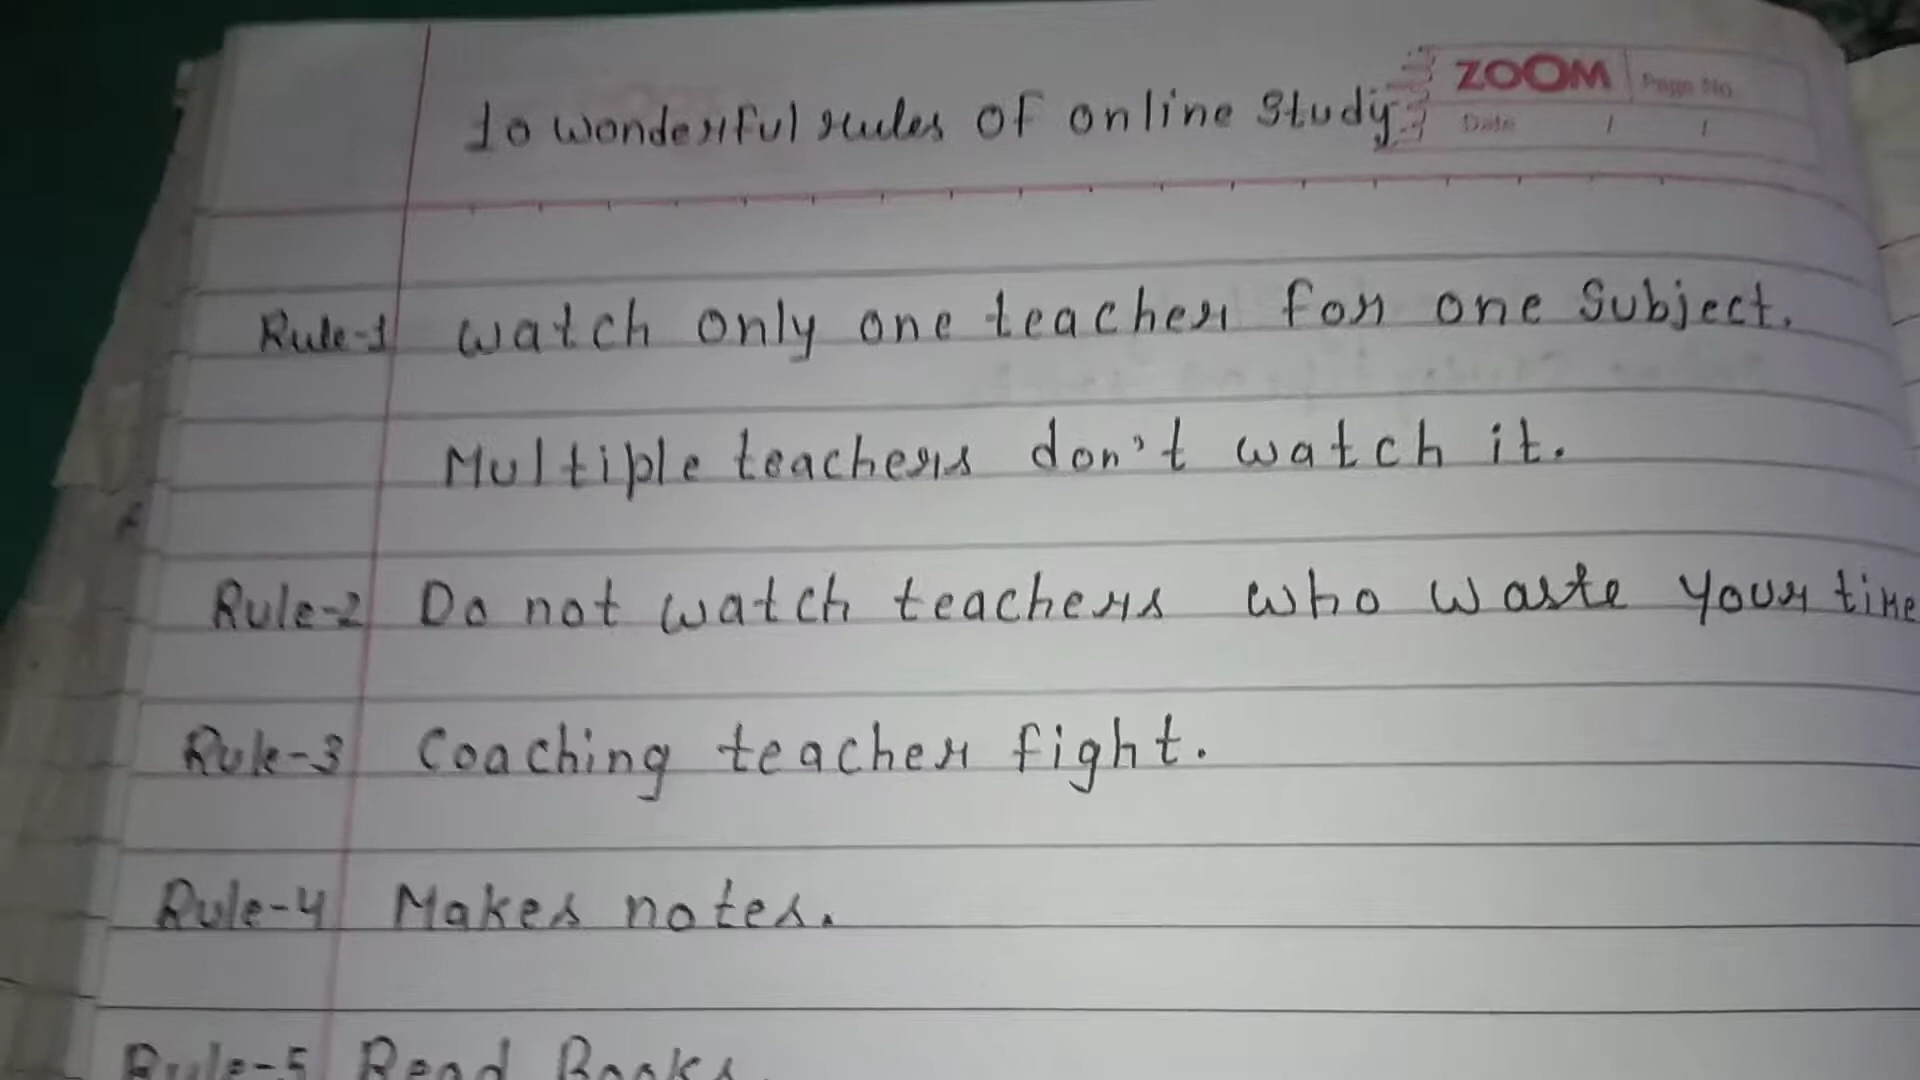 ZOOM
Page No.
Date / /
10 wonderful rules of online Study
Rule-1 watch only one teacher for one Subject.
Multiple teachers don't watch it.
Rule-2 Do not watch teachers who waste your time
Rule-3 Coaching teacher fight.
Rule-4 Makes notes.
Rule-5 Read Books.